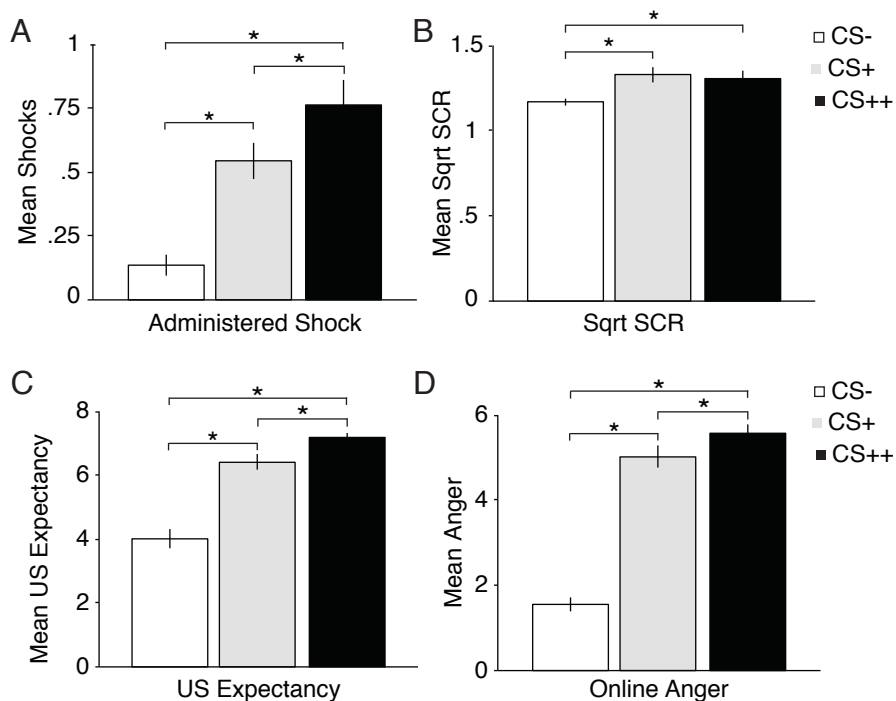 A
B
CS-
CS+
CS++
Mean Shocks
1
.75
.5
.25
0
*
*
*
Administered Shock
Mean Sqrt SCR
1.5
1
.5
0
*
*
Sqrt SCR
C
D
CS-
CS+
CS++
Mean US Expectancy
8
6
4
2
0
*
*
*
US Expectancy
Mean Anger
6
4
2
0
*
*
*
Online Anger